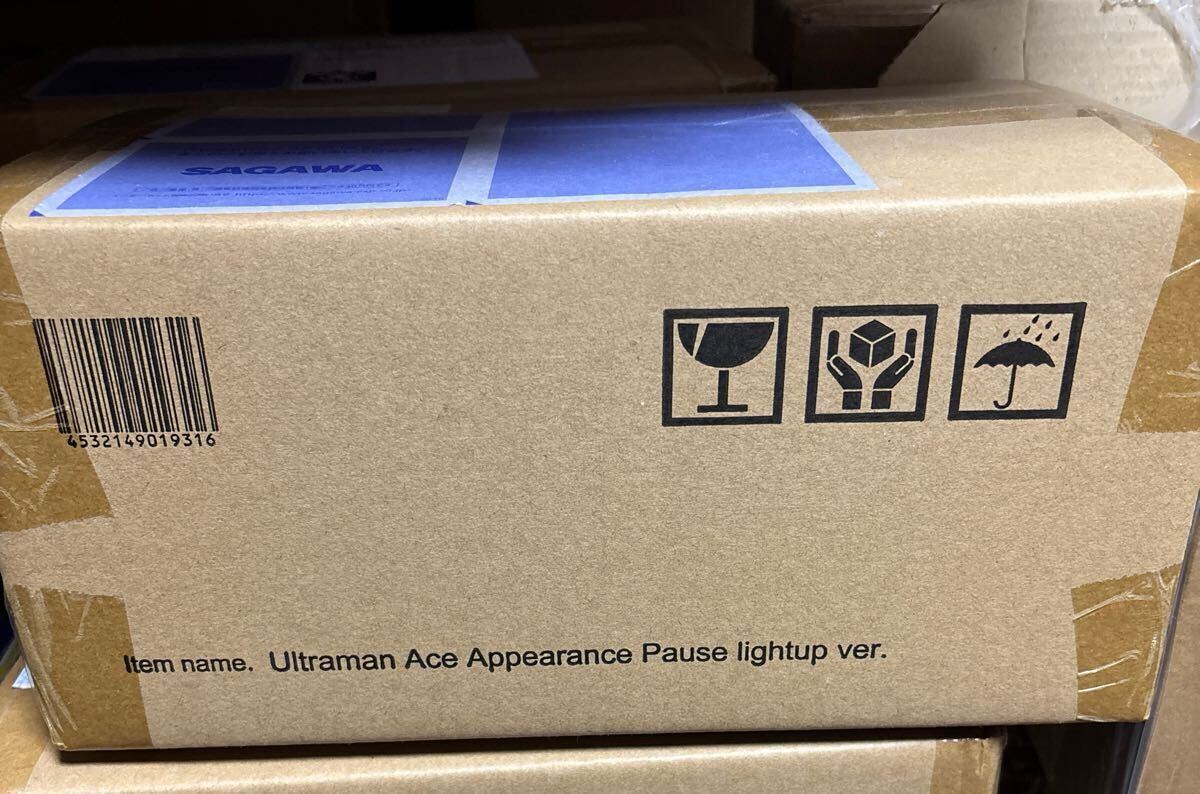 SAGAWA
4532149019316
Item name. Ultraman Ace Appearance Pause lightup ver.